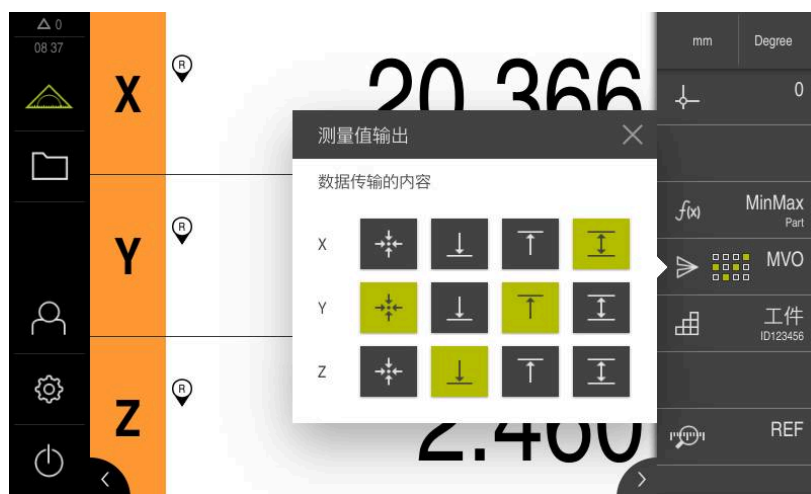 0
08 37
X
R
20.366
mm
Degree
0
测量值输出
数据传输的内容
X
Y
Z
Y
R
MinMax
Part
MVO
工件
ID123456
Z
R
2.460
REF
f(x)